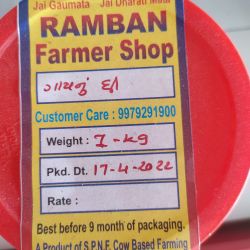 Jai Gaumata Jai Dharati Maa!
RAMBAN
Farmer Shop
ગાયનું ઘી
Customer Care : 9979291900
Weight : 1-kg
Pkd. Dt. 17-4-2022
Rate :
Best before 9 month of packaging.
A Product of S.P.N.F. Cow Based Farming